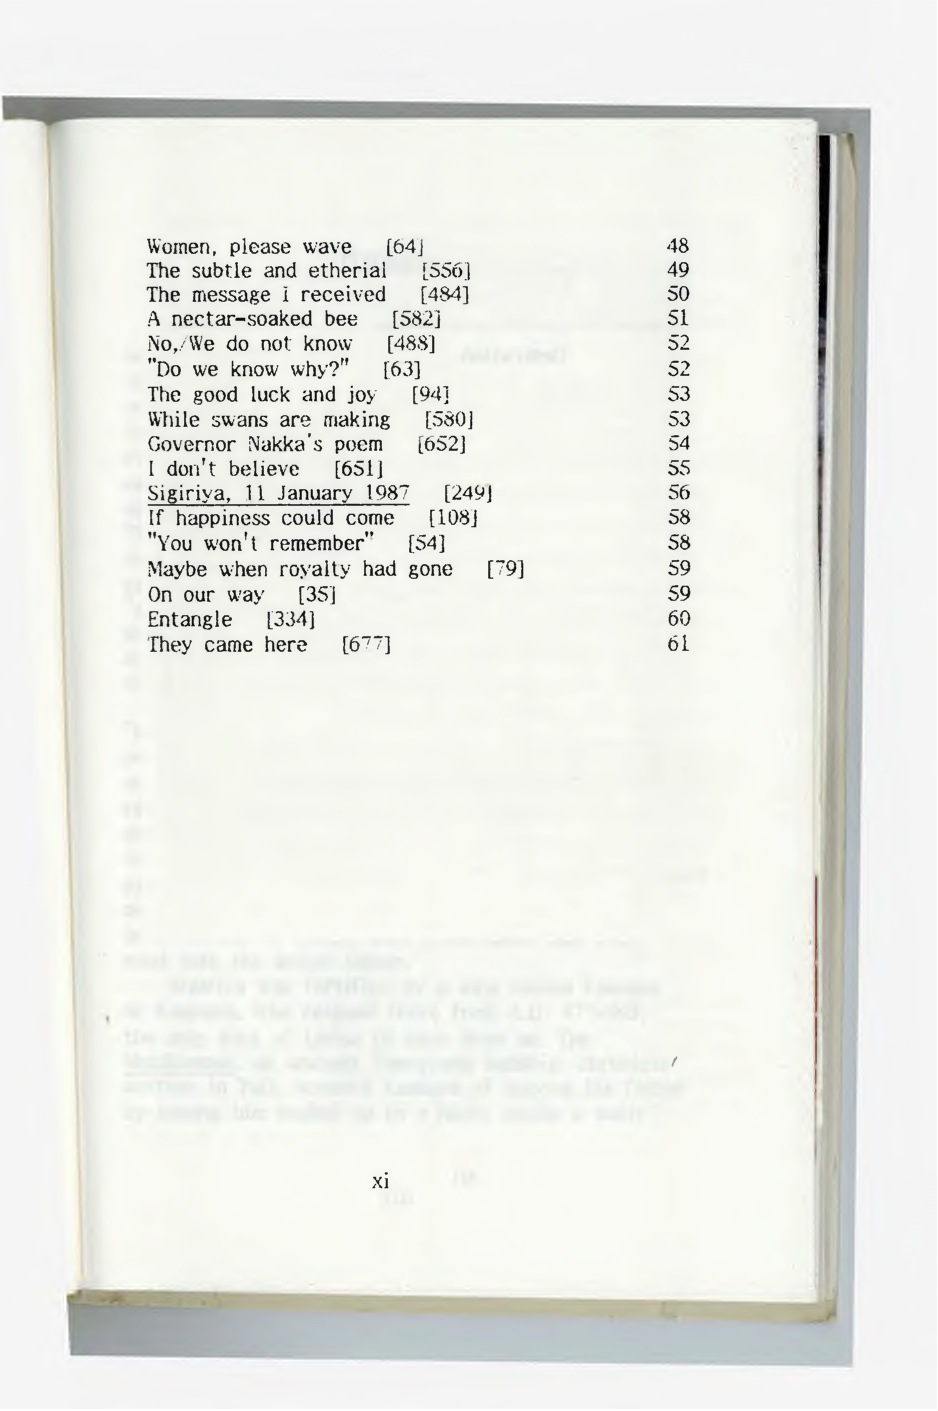 Women, please wave [64] 48
The subtle and etherial [556] 49
The message I received [484] 50
A nectar-soaked bee [582] 51
No,/We do not know [488] 52
"Do we know why?" [63] 52
The good luck and joy [94] 53
While swans are making [580] 53
Governor Nakka's poem [652] 54
I don't believe [651] 55
Sigiriya, 11 January 1987 [249] 56
If happiness could come [108] 58
"You won't remember" [54] 58
Maybe when royalty had gone [79] 59
On our way [35] 59
Entangle [334] 60
They came here [677] 61
xi